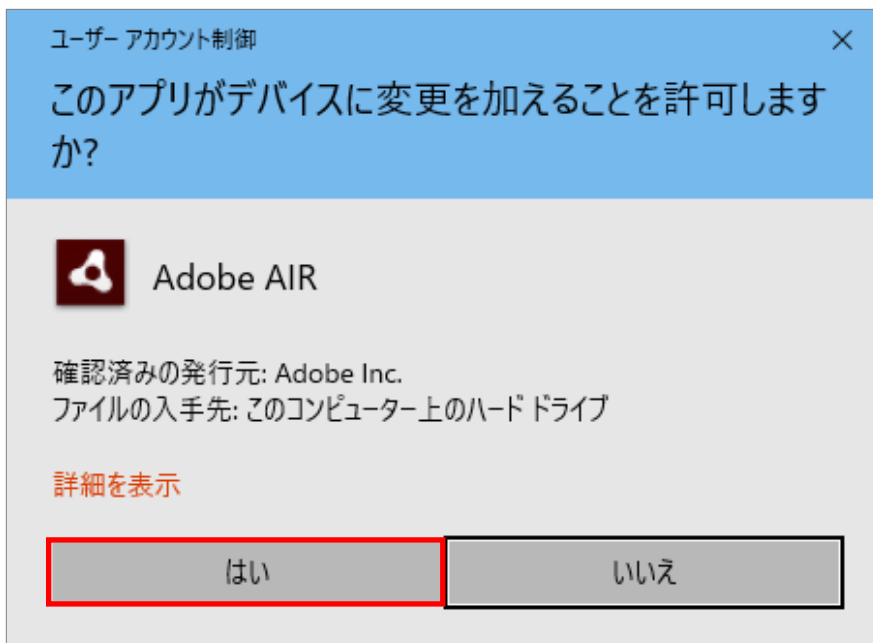 ユーザー アカウント制御
このアプリがデバイスに変更を加えることを許可します
か?
Adobe AIR
確認済みの発行元: Adobe Inc.
ファイルの入手先: このコンピューター上のハード ドライブ
詳細を表示
はい
いいえ